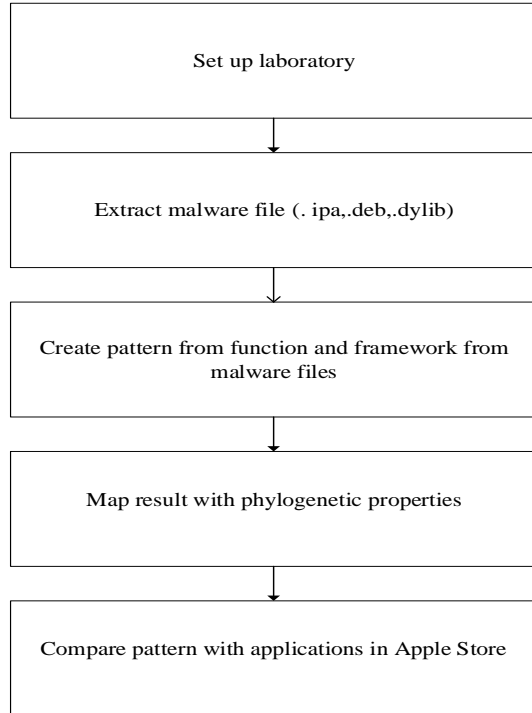 Set up laboratory
Extract malware file (. ipa,.deb,.dylib)
Create pattern from function and framework from
malware files
Map result with phylogenetic properties
Compare pattern with applications in Apple Store